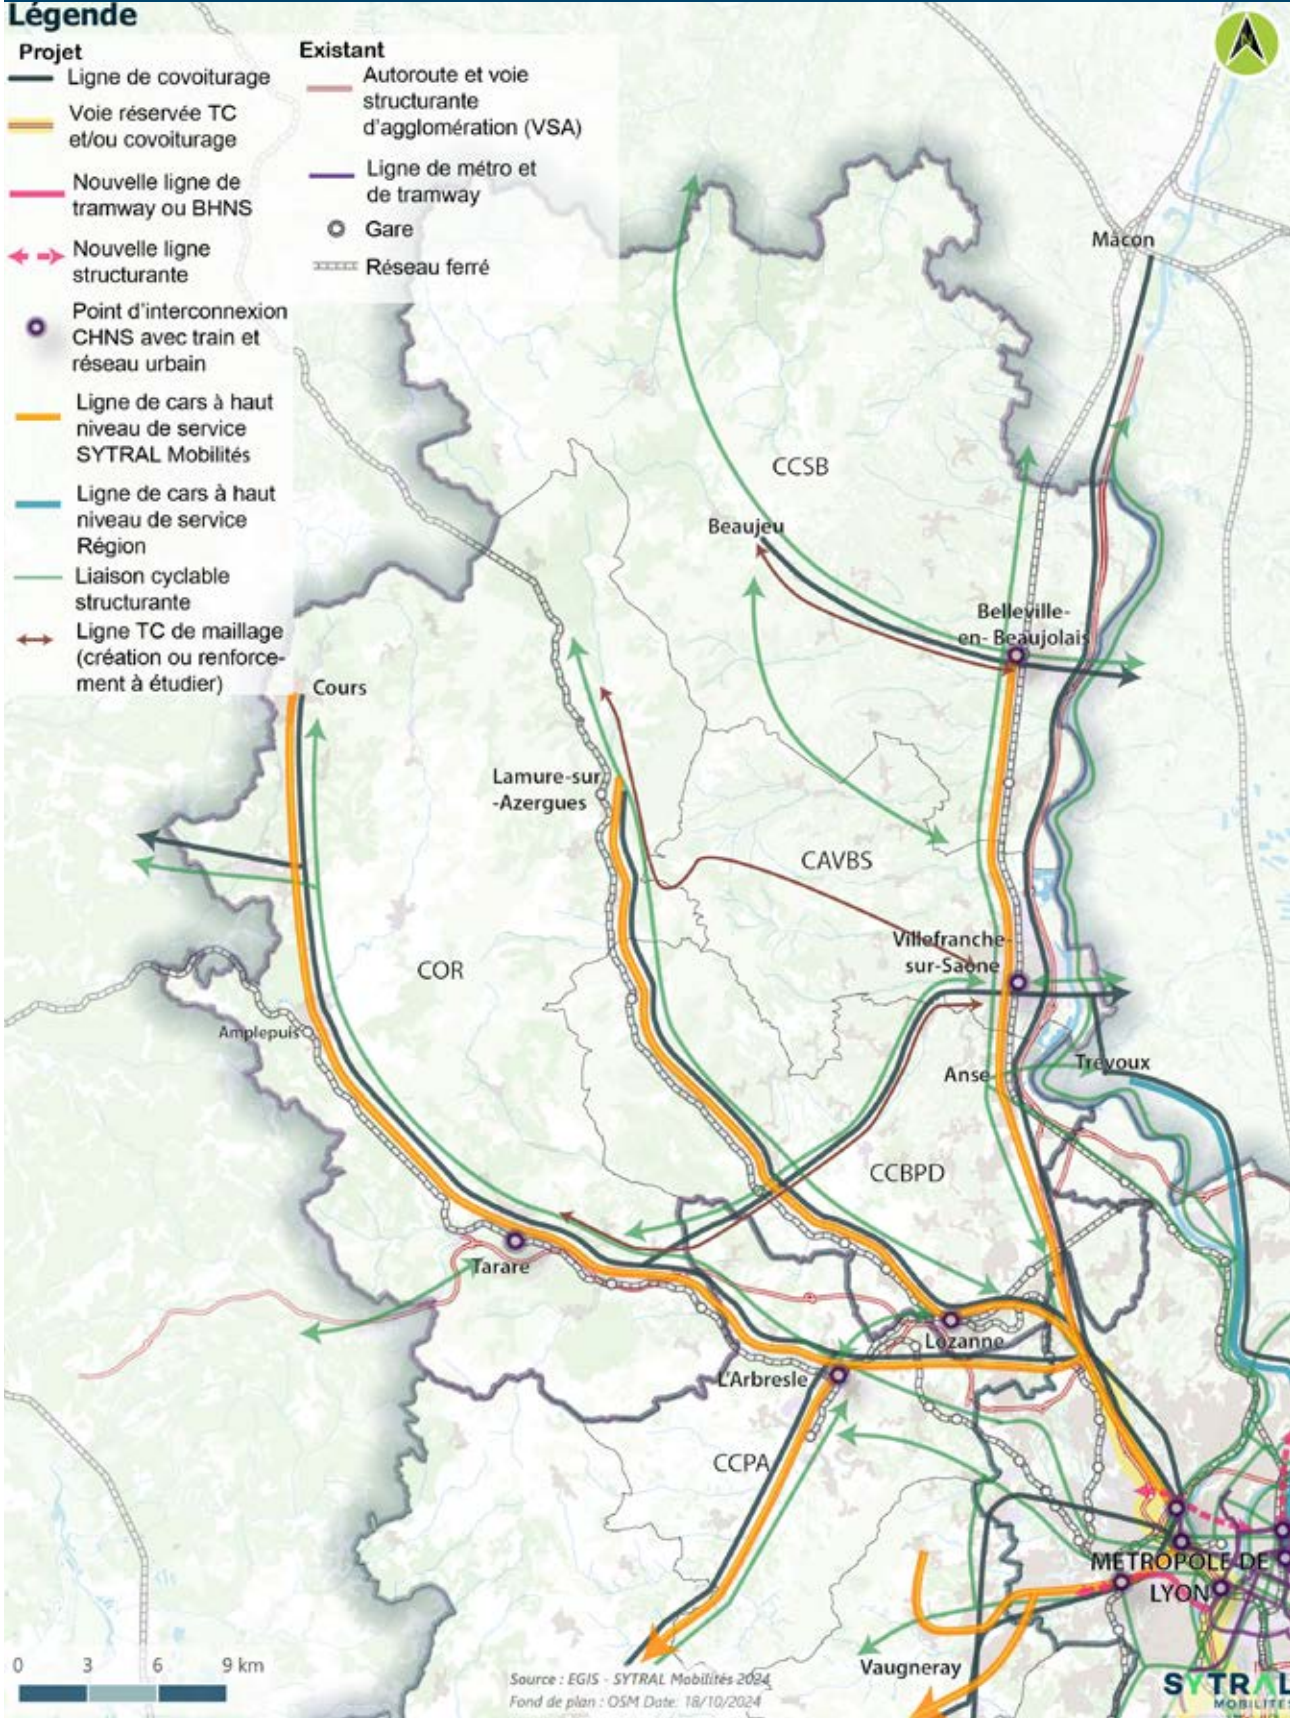 Légende
Projet
Ligne de covoiturage
Voie réservée TC
et/ou covoiturage
Nouvelle ligne de
tramway ou BHNS
Nouvelle ligne
structurante
Point d'interconnexion
CHNS avec train et
réseau urbain
Ligne de cars à haut
niveau de service
SYTRAL Mobilités
Ligne de cars à haut
niveau de service
Région
Liaison cyclable
structurante
Ligne TC de maillage
(création ou renforce-
ment à étudier)
Existant
Autoroute et voie
structurante
d'agglomération (VSA)
Ligne de métro et
de tramway
Gare
Réseau ferré
N
Mâcon
CCSB
Beaujeu
Belleville-
en- Beaujolais
Cours
Lamure-sur
-Azergues
CAVBS
Villefranche-
sur-Saône
COR
Amplepuis
Anse
Trévoux
CCBPD
Tarare
Lozanne
L'Arbresle
CCPA
MÉTROPOLE DE
LYON
Vaugneray
0 3 6 9 km
Source : EGIS - SYTRAL Mobilités 2024
Fond de plan : OSM Date: 18/10/2024
SYTRAL
MOBILITÉS